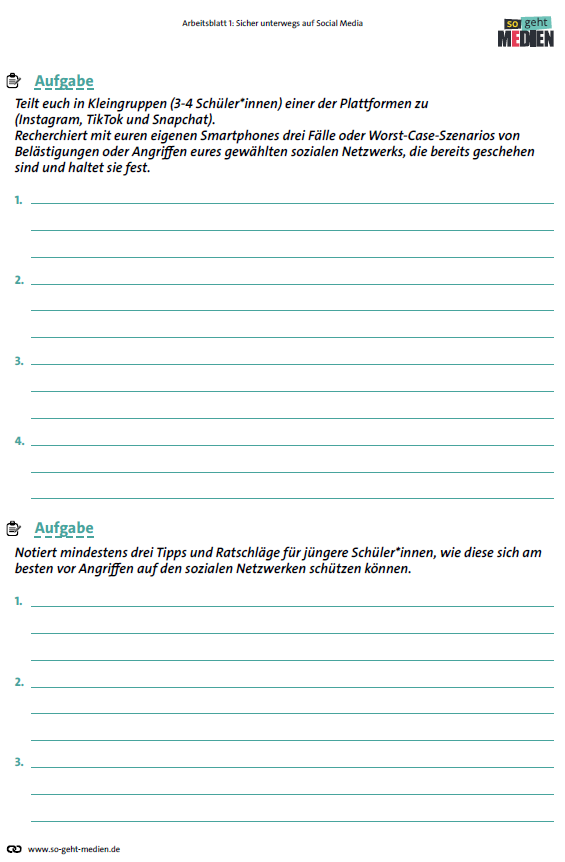 Arbeitsblatt 1: Sicher unterwegs auf Social Media
so geht
MEDIEN
Aufgabe
Teilt euch in Kleingruppen (3-4 Schüler*innen) einer der Plattformen zu
(Instagram, TikTok und Snapchat).
Recherchiert mit euren eigenen Smartphones drei Fälle oder Worst-Case-Szenarios von
Belästigungen oder Angriffen eures gewählten sozialen Netzwerks, die bereits geschehen
sind und haltet sie fest.
1.
2.
3.
4.
Aufgabe
Notiert mindestens drei Tipps und Ratschläge für jüngere Schüler*innen, wie diese sich am
besten vor Angriffen auf den sozialen Netzwerken schützen können.
1.
2.
3.
www.so-geht-medien.de